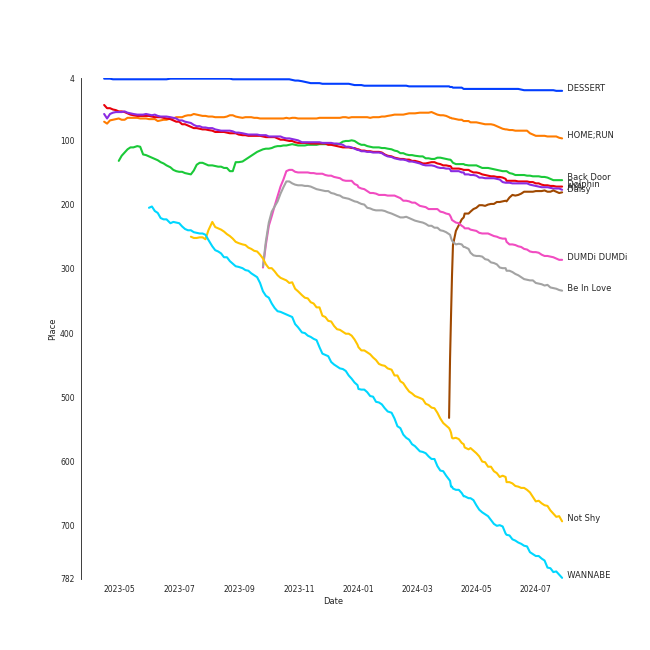 4
100
200
300
400
500
600
700
782
Place
2023-05
2023-07
2023-09
2023-11
2024-01
2024-03
2024-05
2024-07
Date
DESSERT
HOME;RUN
Back Door
Dolphin
Daisy
DUMDi DUMDi
Be In Love
Not Shy
WANNABE